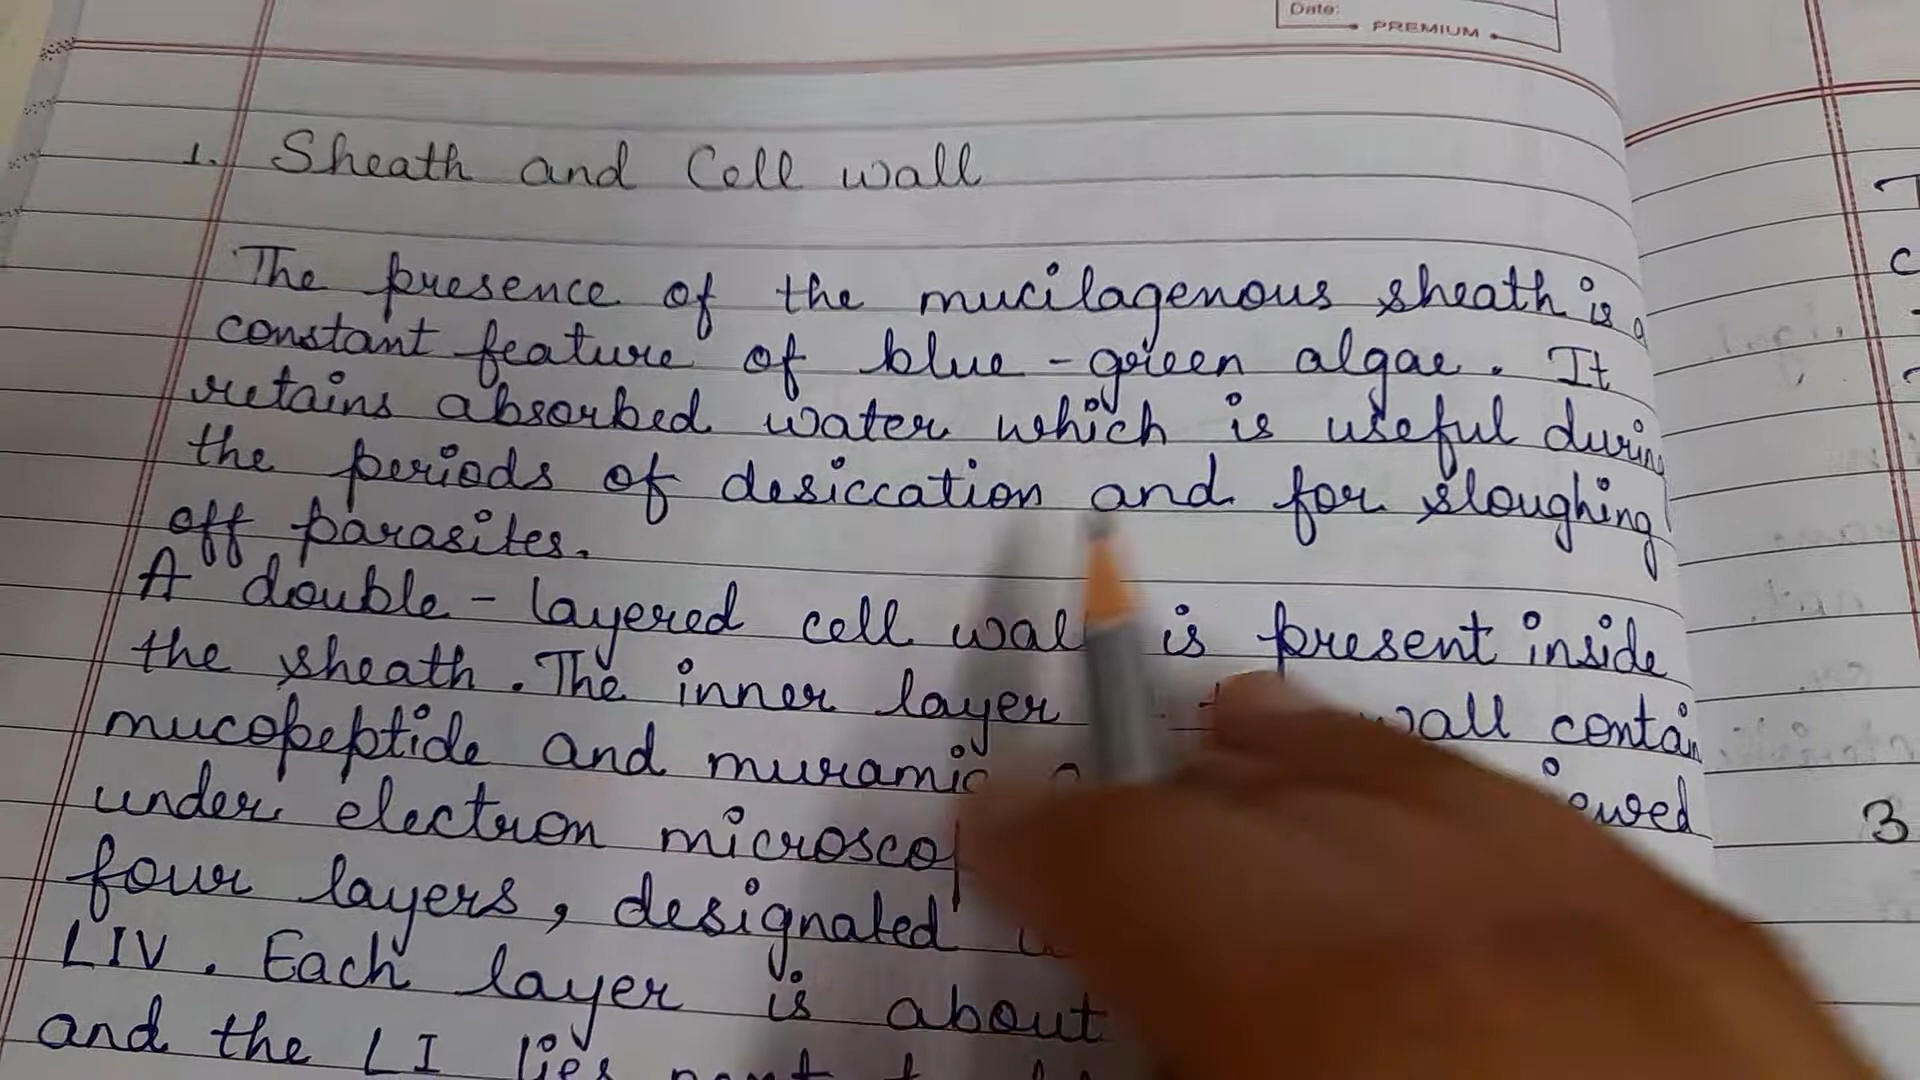 Date:
PREMIUM
1. Sheath and Cell wall
The presence of the mucilagenous sheath is a
constant feature of blue-green algae. It
retains absorbed water which is useful during
the periods of desiccation and for sloughing
off parasites.
A double-layered cell wall is present inside
the sheath. The inner layer wall contain
mucopeptide and muramic
under electron
four layers, designated
LIV. Each layer is about
and the LI lies
3